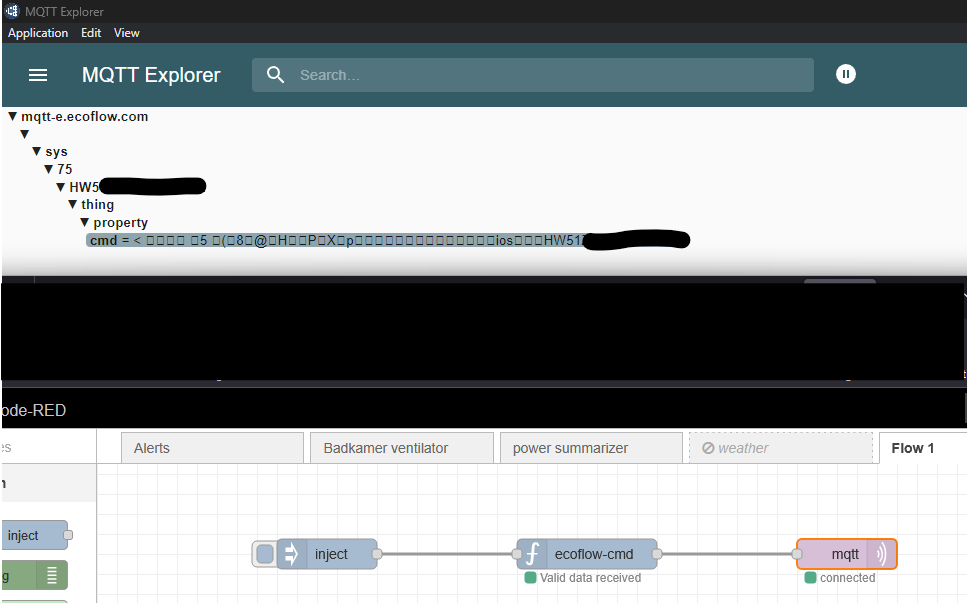 MQTT Explorer
Application Edit View
MQTT Explorer
Search...
▼ mqtt-e.ecoflow.com
▼
▼ sys
▼ 75
▼ HW5
▼ thing
▼ property
cmd = < □□□□ □5 □(□8□@□H□□P□X□p□□□□□□□□□□□□□□ios□□□HW51
ode-RED
es
Alerts
Badkamer ventilator
power summarizer
weather
Flow 1
n
inject
g
inject
ecoflow-cmd
mqtt
Valid data received
connected